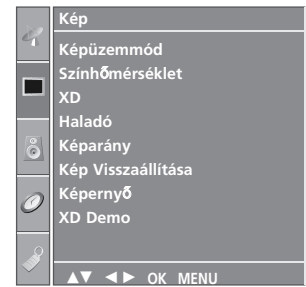 Kép
Képüzemmód
Színhőmérséklet
XD
Haladó
Képarány
Kép Visszaállítása
Képernyő
XD Demo
▲▼ ◄► OK MENU